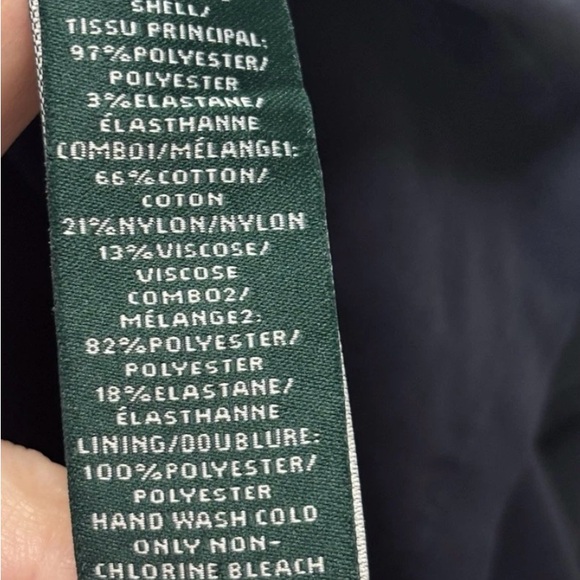 SHELL/
TISSU PRINCIPAL:
97%POLYESTER/
POLYESTER
3%ELASTANE/
ÉLASTHANNE
COMBO1/MÉLANGE1:
66%COTTON/
COTON
21%NYLON/NYLON
13%VISCOSE/
VISCOSE
COMBO2/
MÉLANGE2:
82%POLYESTER/
POLYESTER
18%ELASTANE/
ÉLASTHANNE
LINING/DOUBLURE:
100%POLYESTER/
POLYESTER
HAND WASH COLD
ONLY NON-
CHLORINE BLEACH